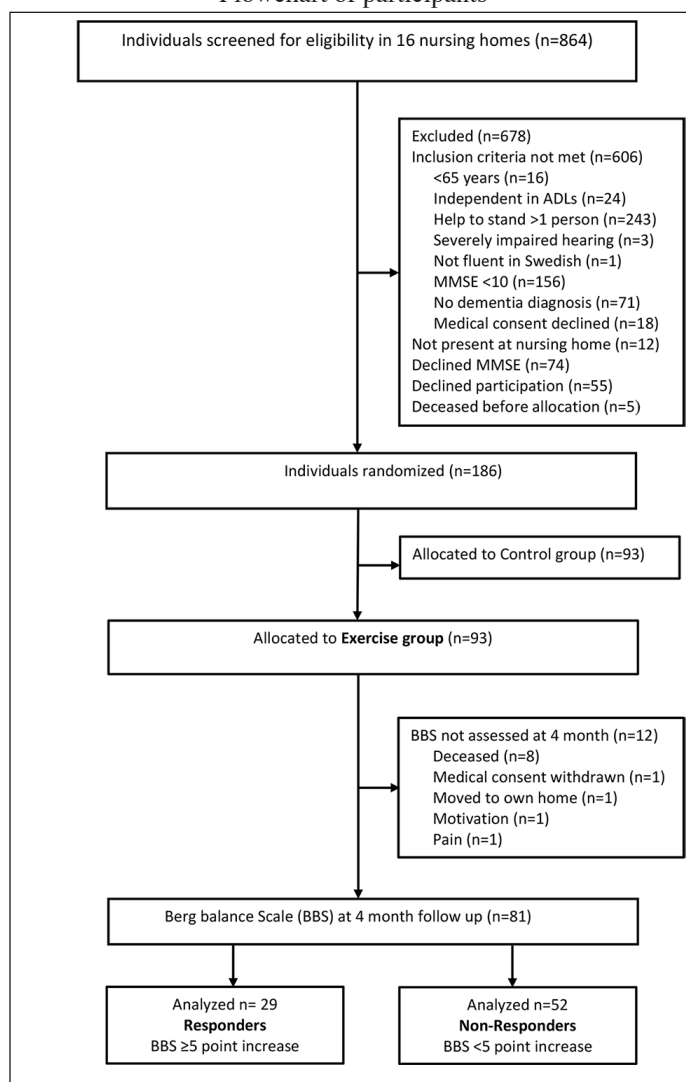 Flowchart of participants
Individuals screened for eligibility in 16 nursing homes (n=864)
Excluded (n=678)
Inclusion criteria not met (n=606)
<65 years (n=16)
Independent in ADLs (n=24)
Help to stand >1 person (n=243)
Severely impaired hearing (n=3)
Not fluent in Swedish (n=1)
MMSE <10 (n=156)
No dementia diagnosis (n=71)
Medical consent declined (n=18)
Not present at nursing home (n=12)
Declined MMSE (n=74)
Declined participation (n=55)
Deceased before allocation (n=5)
Individuals randomized (n=186)
Allocated to Control group (n=93)
Allocated to Exercise group (n=93)
BBS not assessed at 4 month (n=12)
Deceased (n=8)
Medical consent withdrawn (n=1)
Moved to own home (n=1)
Motivation (n=1)
Pain (n=1)
Berg balance Scale (BBS) at 4 month follow up (n=81)
Analyzed n= 29
Responders
BBS ≥5 point increase
Analyzed n=52
Non-Responders
BBS <5 point increase